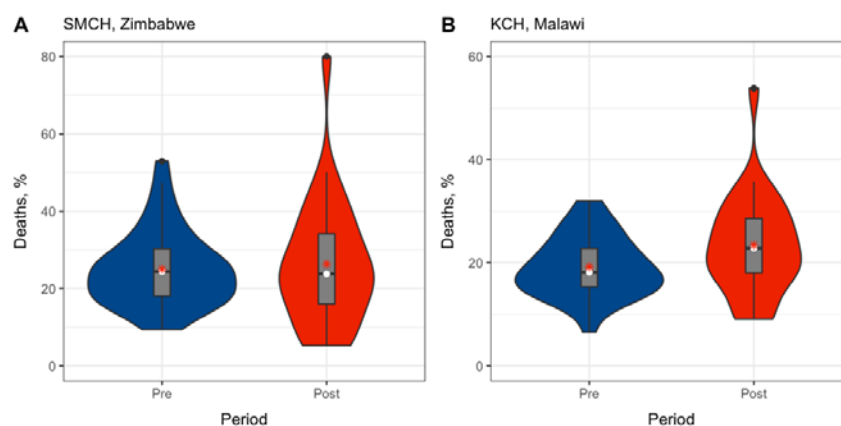 A SMCH, Zimbabwe
80
60
40
20
0
Deaths, %
Pre Post
Period
B KCH, Malawi
60
40
20
0
Deaths, %
Pre Post
Period